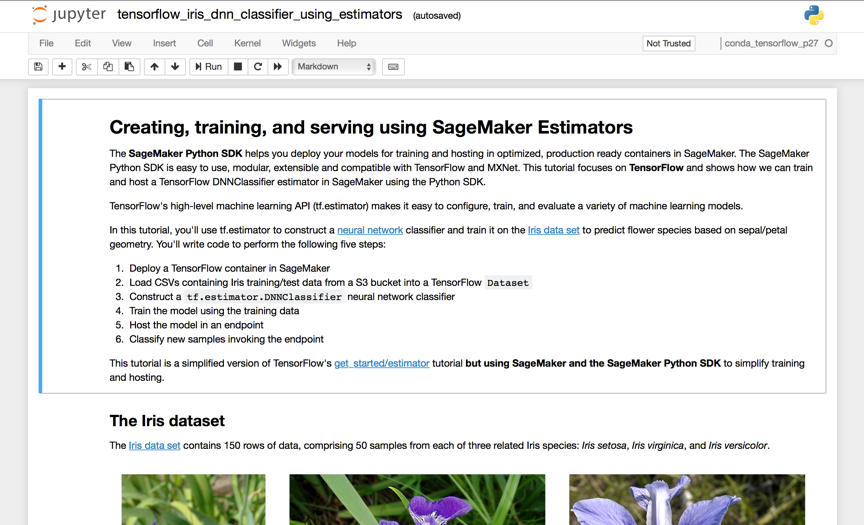 jupyter tensorflow_iris_dnn_classifier_using_estimators (autosaved)
File Edit View Insert Cell Kernel Widgets Help Not Trusted conda_tensorflow_p27
Run Markdown
Creating, training, and serving using SageMaker Estimators
The SageMaker Python SDK helps you deploy your models for training and hosting in optimized, production ready containers in SageMaker. The SageMaker
Python SDK is easy to use, modular, extensible and compatible with TensorFlow and MXNet. This tutorial focuses on TensorFlow and shows how we can train
and host a TensorFlow DNNClassifier estimator in SageMaker using the Python SDK.
TensorFlow's high-level machine learning API (tf.estimator) makes it easy to configure, train, and evaluate a variety of machine learning models.
In this tutorial, you'll use tf.estimator to construct a neural network classifier and train it on the Iris data set to predict flower species based on sepal/petal
geometry. You'll write code to perform the following five steps:
1. Deploy a TensorFlow container in SageMaker
2. Load CSVs containing Iris training/test data from a S3 bucket into a TensorFlow Dataset
3. Construct a tf.estimator.DNNClassifier neural network classifier
4. Train the model using the training data
5. Host the model in an endpoint
6. Classify new samples invoking the endpoint
This tutorial is a simplified version of TensorFlow's get_started/estimator tutorial but using SageMaker and the SageMaker Python SDK to simplify training
and hosting.
The Iris dataset
The Iris data set contains 150 rows of data, comprising 50 samples from each of three related Iris species: Iris setosa, Iris virginica, and Iris versicolor.